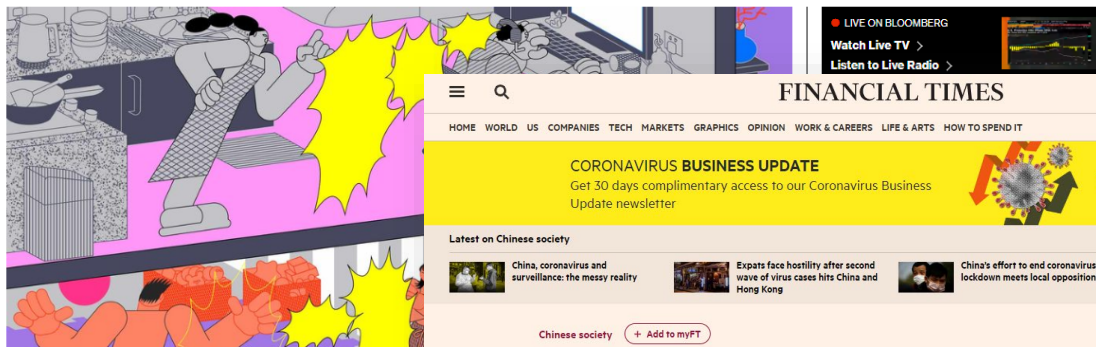 LIVE ON BLOOMBERG
Watch Live TV >
Listen to Live Radio >
FINANCIAL TIMES
HOME WORLD US COMPANIES TECH MARKETS GRAPHICS OPINION WORK & CAREERS LIFE & ARTS HOW TO SPEND IT
CORONAVIRUS BUSINESS UPDATE
Get 30 days complimentary access to our Coronavirus Business
Update newsletter
Latest on Chinese society
China, coronavirus and
surveillance: the messy reality
Expats face hostility after second
wave of virus cases hits China and
Hong Kong
China's effort to end coronavirus
lockdown meets local opposition
Chinese society + Add to myFT